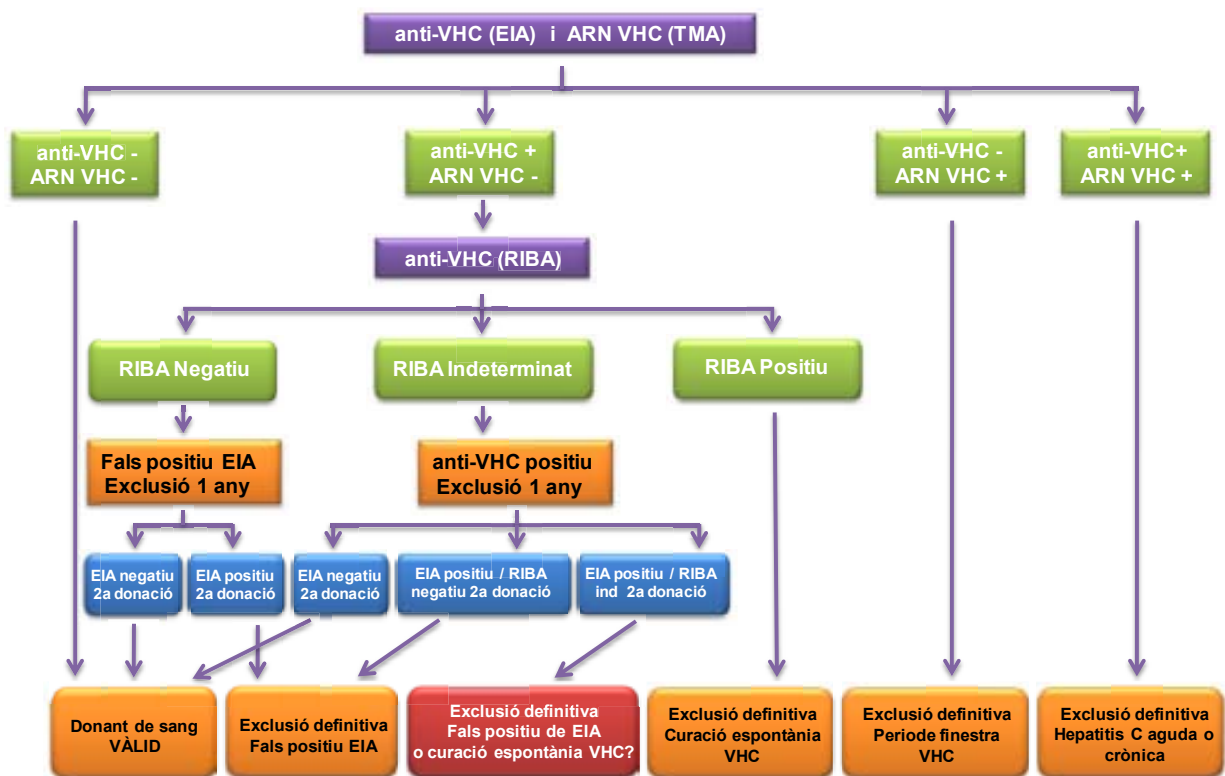 anti-VHC (EIA) i ARN VHC (TMA)
anti-VHC -
ARN VHC -
anti-VHC +
ARN VHC -
anti-VHC -
ARN VHC +
anti-VHC+
ARN VHC +
anti-VHC (RIBA)
RIBA Negatiu
RIBA Indeterminat
RIBA Positiu
Fals positiu EIA
Exclusió 1 any
anti-VHC positiu
Exclusió 1 any
EIA negatiu
2a donació
EIA positiu
2a donació
EIA negatiu
2a donació
EIA positiu / RIBA
negatiu 2a donació
EIA positiu / RIBA
ind 2a donació
Donant de sang
VÀLID
Exclusió definitiva
Fals positiu EIA
Exclusió definitiva
Fals positiu de EIA
o curació espontània VHC?
Exclusió definitiva
Curació espontània
VHC
Exclusió definitiva
Periode finestra
VHC
Exclusió definitiva
Hepatitis C aguda o
crònica